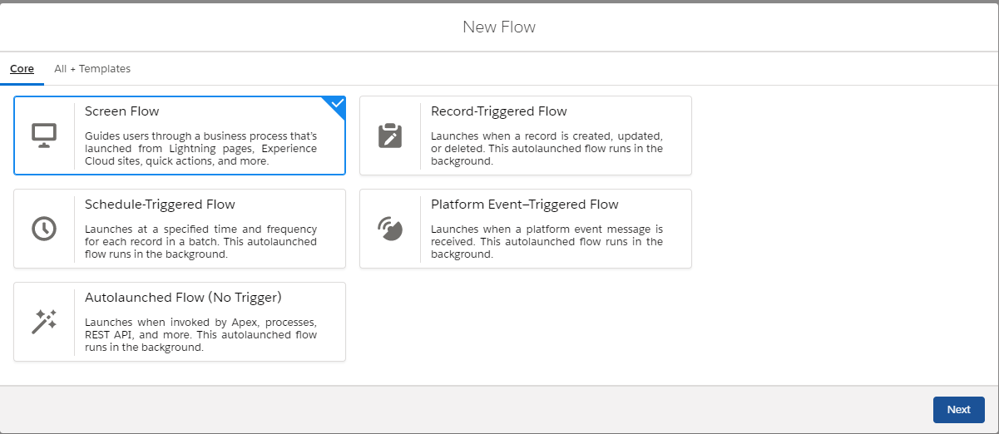 New Flow
Core
All + Templates
Screen Flow
Guides users through a business process that's
launched from Lightning pages, Experience
Cloud sites, quick actions, and more.
Record-Triggered Flow
Launches when a record is created, updated,
or deleted. This autolaunched flow runs in the
background.
Schedule-Triggered Flow
Launches at a specified time and frequency
for each record in a batch. This autolaunched
flow runs in the background.
Platform Event—Triggered Flow
Launches when a platform event message is
received. This autolaunched flow runs in the
background.
Autolaunched Flow (No Trigger)
Launches when invoked by Apex, processes,
REST API, and more. This autolaunched flow
runs in the background.
Next